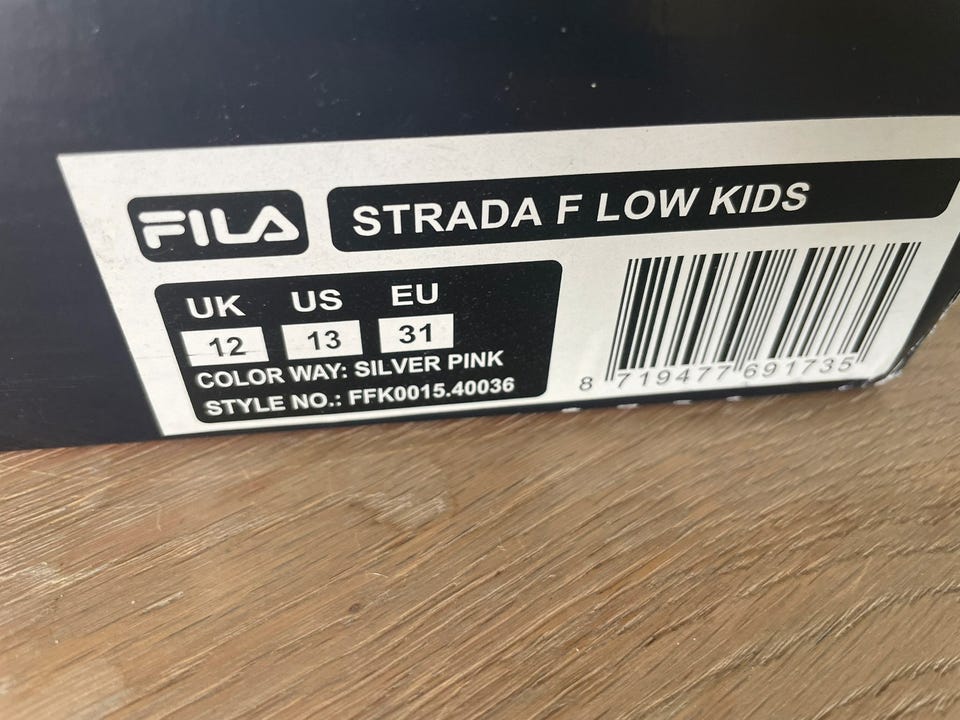 FILA
STRADA F LOW KIDS
UK US EU
12 13 31
COLOR WAY: SILVER PINK
STYLE NO.: FFK0015.40036
8 719477 691735